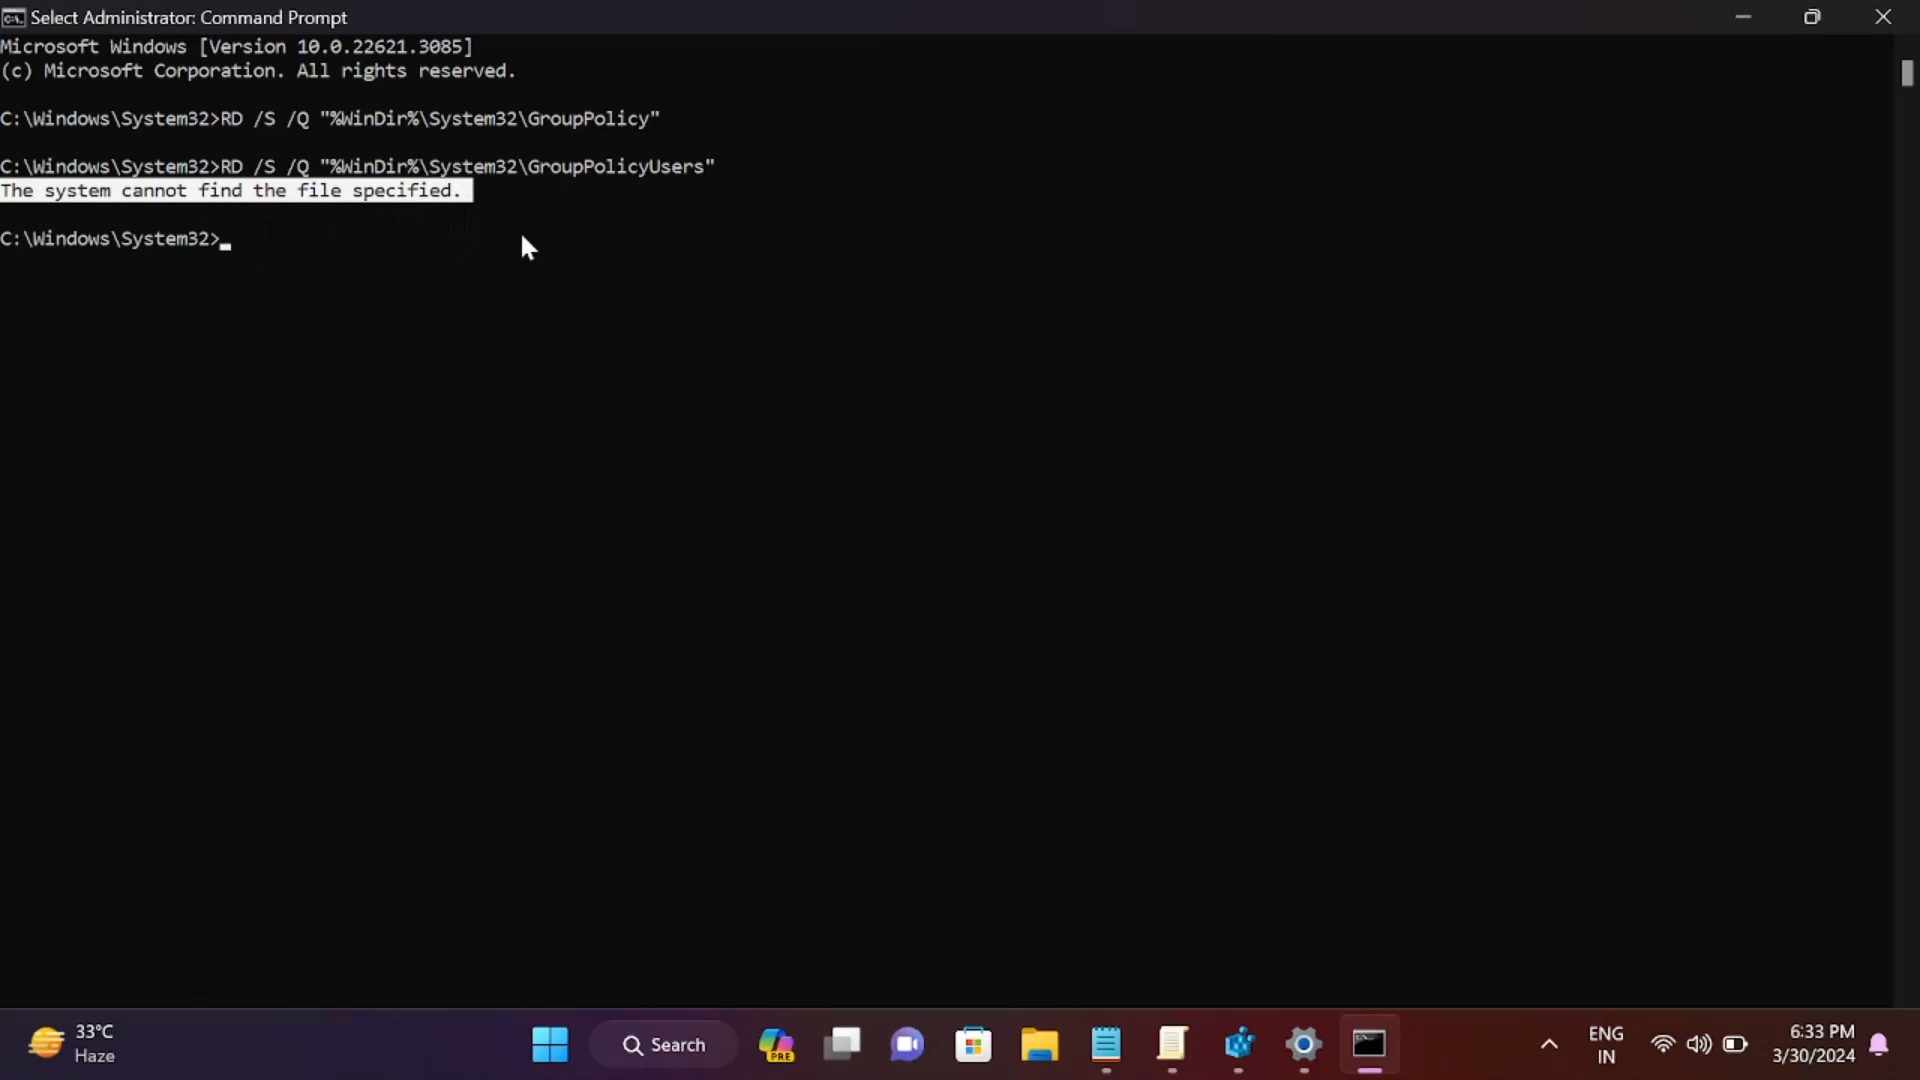 Select Administrator: Command Prompt
Microsoft Windows [Version 10.0.22621.3085]
(c) Microsoft Corporation. All rights reserved.
C:\Windows\System32>RD /S /Q "%WinDir%\System32\GroupPolicy"
C:\Windows\System32>RD /S /Q "%WinDir%\System32\GroupPolicyUsers"
The system cannot find the file specified.
C:\Windows\System32>
33°C
Haze
Search
PRE
ENG
IN
6:33 PM
3/30/2024